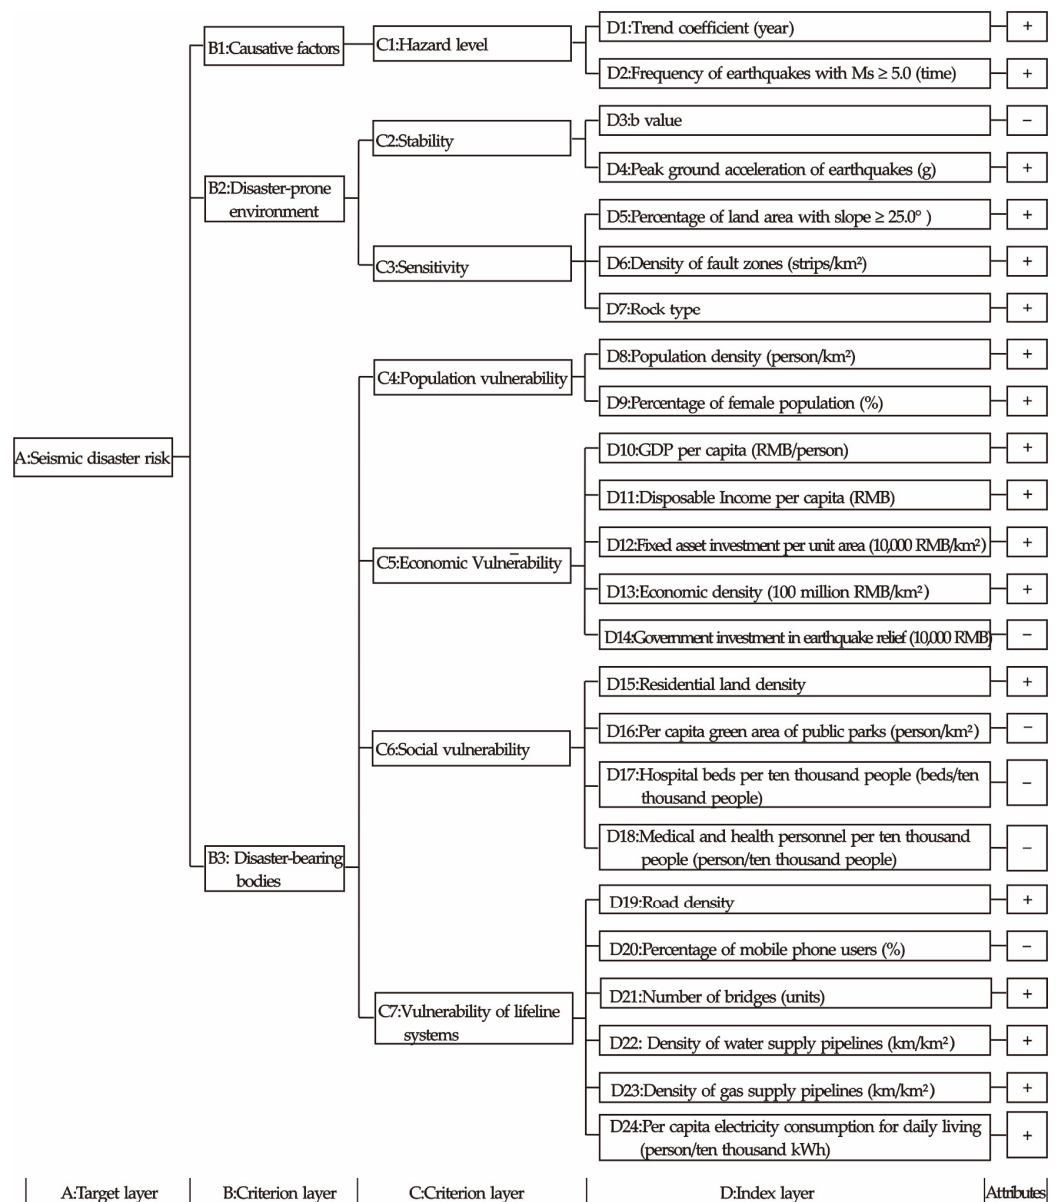 A:Seismic disaster risk
B1:Causative factors
B2:Disaster-prone
environment
B3: Disaster-bearing
bodies
C1:Hazard level
C2:Stability
C3:Sensitivity
C4:Population vulnerability
C5:Economic Vulnerability
C6:Social vulnerability
C7:Vulnerability of lifeline
systems
D1:Trend coefficient (year) +
D2:Frequency of earthquakes with Ms ≥ 5.0 (time) +
D3:b value −
D4:Peak ground acceleration of earthquakes (g) +
D5:Percentage of land area with slope ≥ 25.0° ) +
D6:Density of fault zones (strips/km²) +
D7:Rock type +
D8:Population density (person/km²) +
D9:Percentage of female population (%) +
D10:GDP per capita (RMB/person) +
D11:Disposable Income per capita (RMB) +
D12:Fixed asset investment per unit area (10,000 RMB/km²) +
D13:Economic density (100 million RMB/km²) +
D14:Government investment in earthquake relief (10,000 RMB) −
D15:Residential land density +
D16:Per capita green area of public parks (person/km²) −
D17:Hospital beds per ten thousand people (beds/ten
thousand people) −
D18:Medical and health personnel per ten thousand
people (person/ten thousand people) −
D19:Road density +
D20:Percentage of mobile phone users (%) −
D21:Number of bridges (units) +
D22: Density of water supply pipelines (km/km²) +
D23:Density of gas supply pipelines (km/km²) +
D24:Per capita electricity consumption for daily living
(person/ten thousand kWh) +
A:Target layer B:Criterion layer C:Criterion layer D:Index layer Attributes